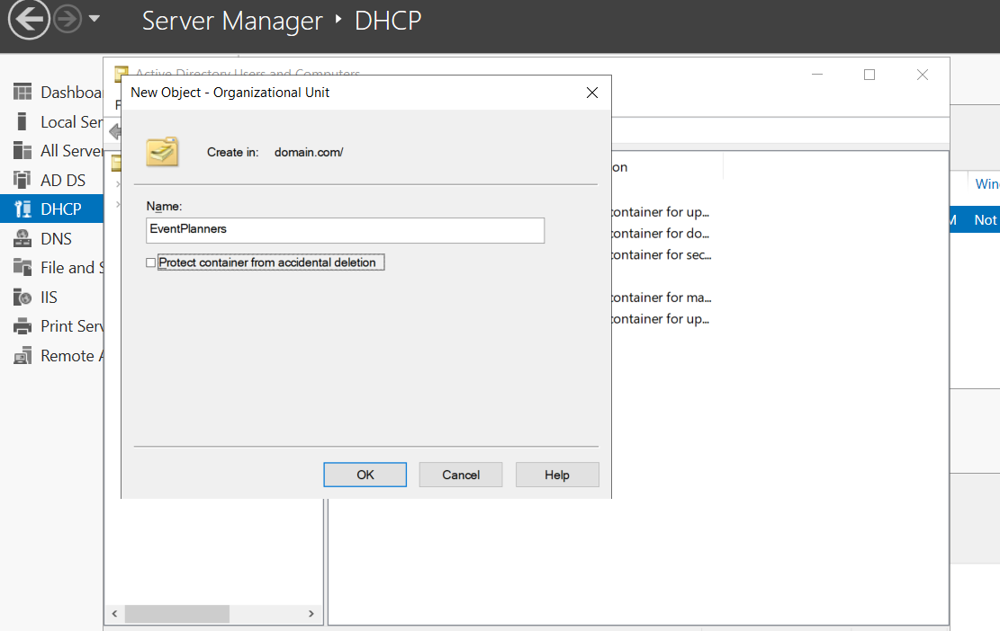 Server Manager ‣ DHCP
Active Directory Users and Computers
New Object - Organizational Unit
Create in: domain.com/
Name:
EventPlanners
Protect container from accidental deletion
OK Cancel Help
Dashboa
Local Ser
All Server
AD DS
DHCP
DNS
File and S
IIS
Print Serv
Remote A
F
on
container for up...
container for do...
container for sec...
container for ma...
container for up...
Win
M Not